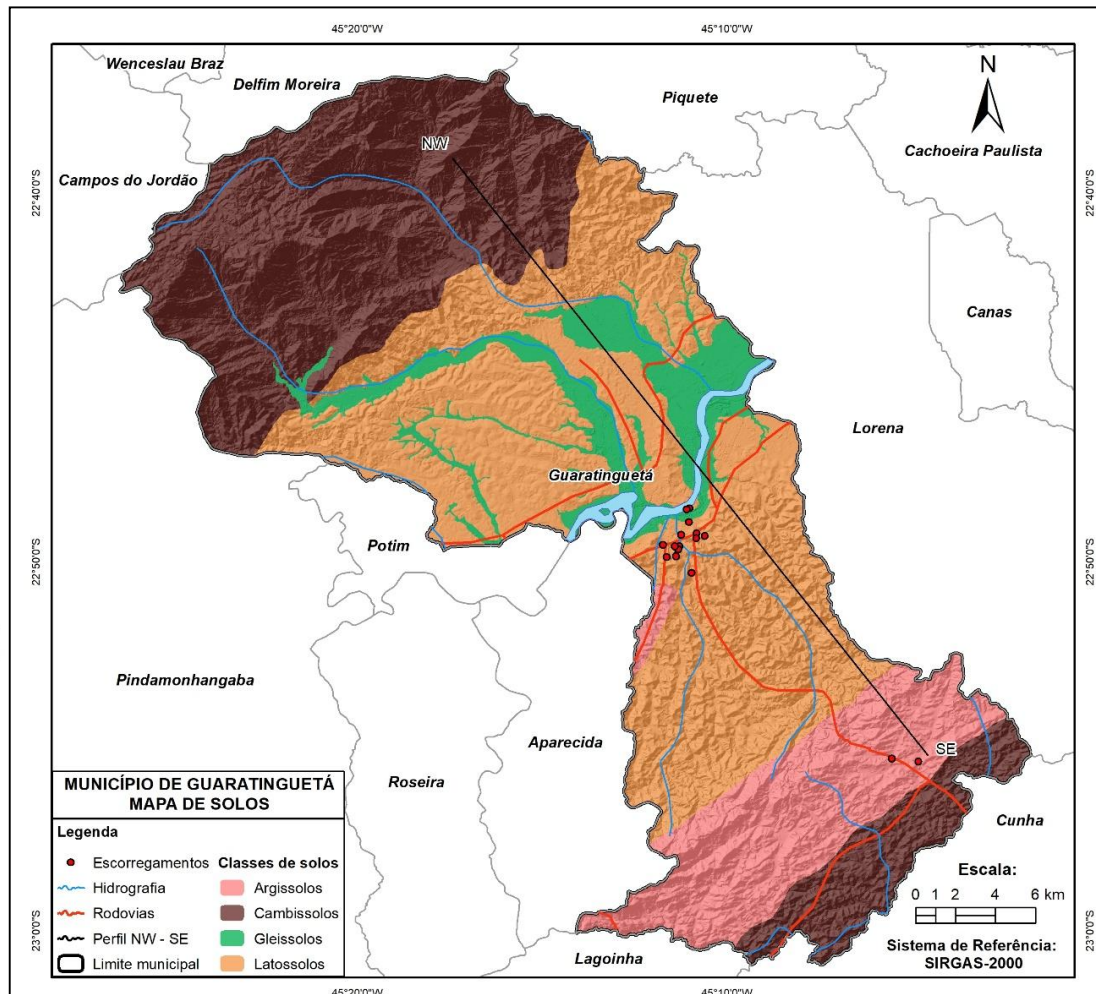 45°20'0"W
45°10'0"W
Wenceslau Braz
Delfim Moreira
Piquete
N
NW
Cachoeira Paulista
Campos do Jordão
22°40'0"S
22°40'0"S
Canas
Lorena
Guaratinguetá
Potim
22°50'0"S
22°50'0"S
Pindamonhangaba
Aparecida
SE
Roseira
Cunha
MUNICÍPIO DE GUARATINGUETÁ
MAPA DE SOLOS
Legenda
Escorregamentos
Hidrografia
Rodovias
Perfil NW - SE
Limite municipal
Classes de solos
Argissolos
Cambissolos
Gleissolos
Latossolos
Escala:
0 1 2 4 6 km
Sistema de Referência:
SIRGAS-2000
23°0'0"S
23°0'0"S
Lagoinha
45°20'0"W
45°10'0"W